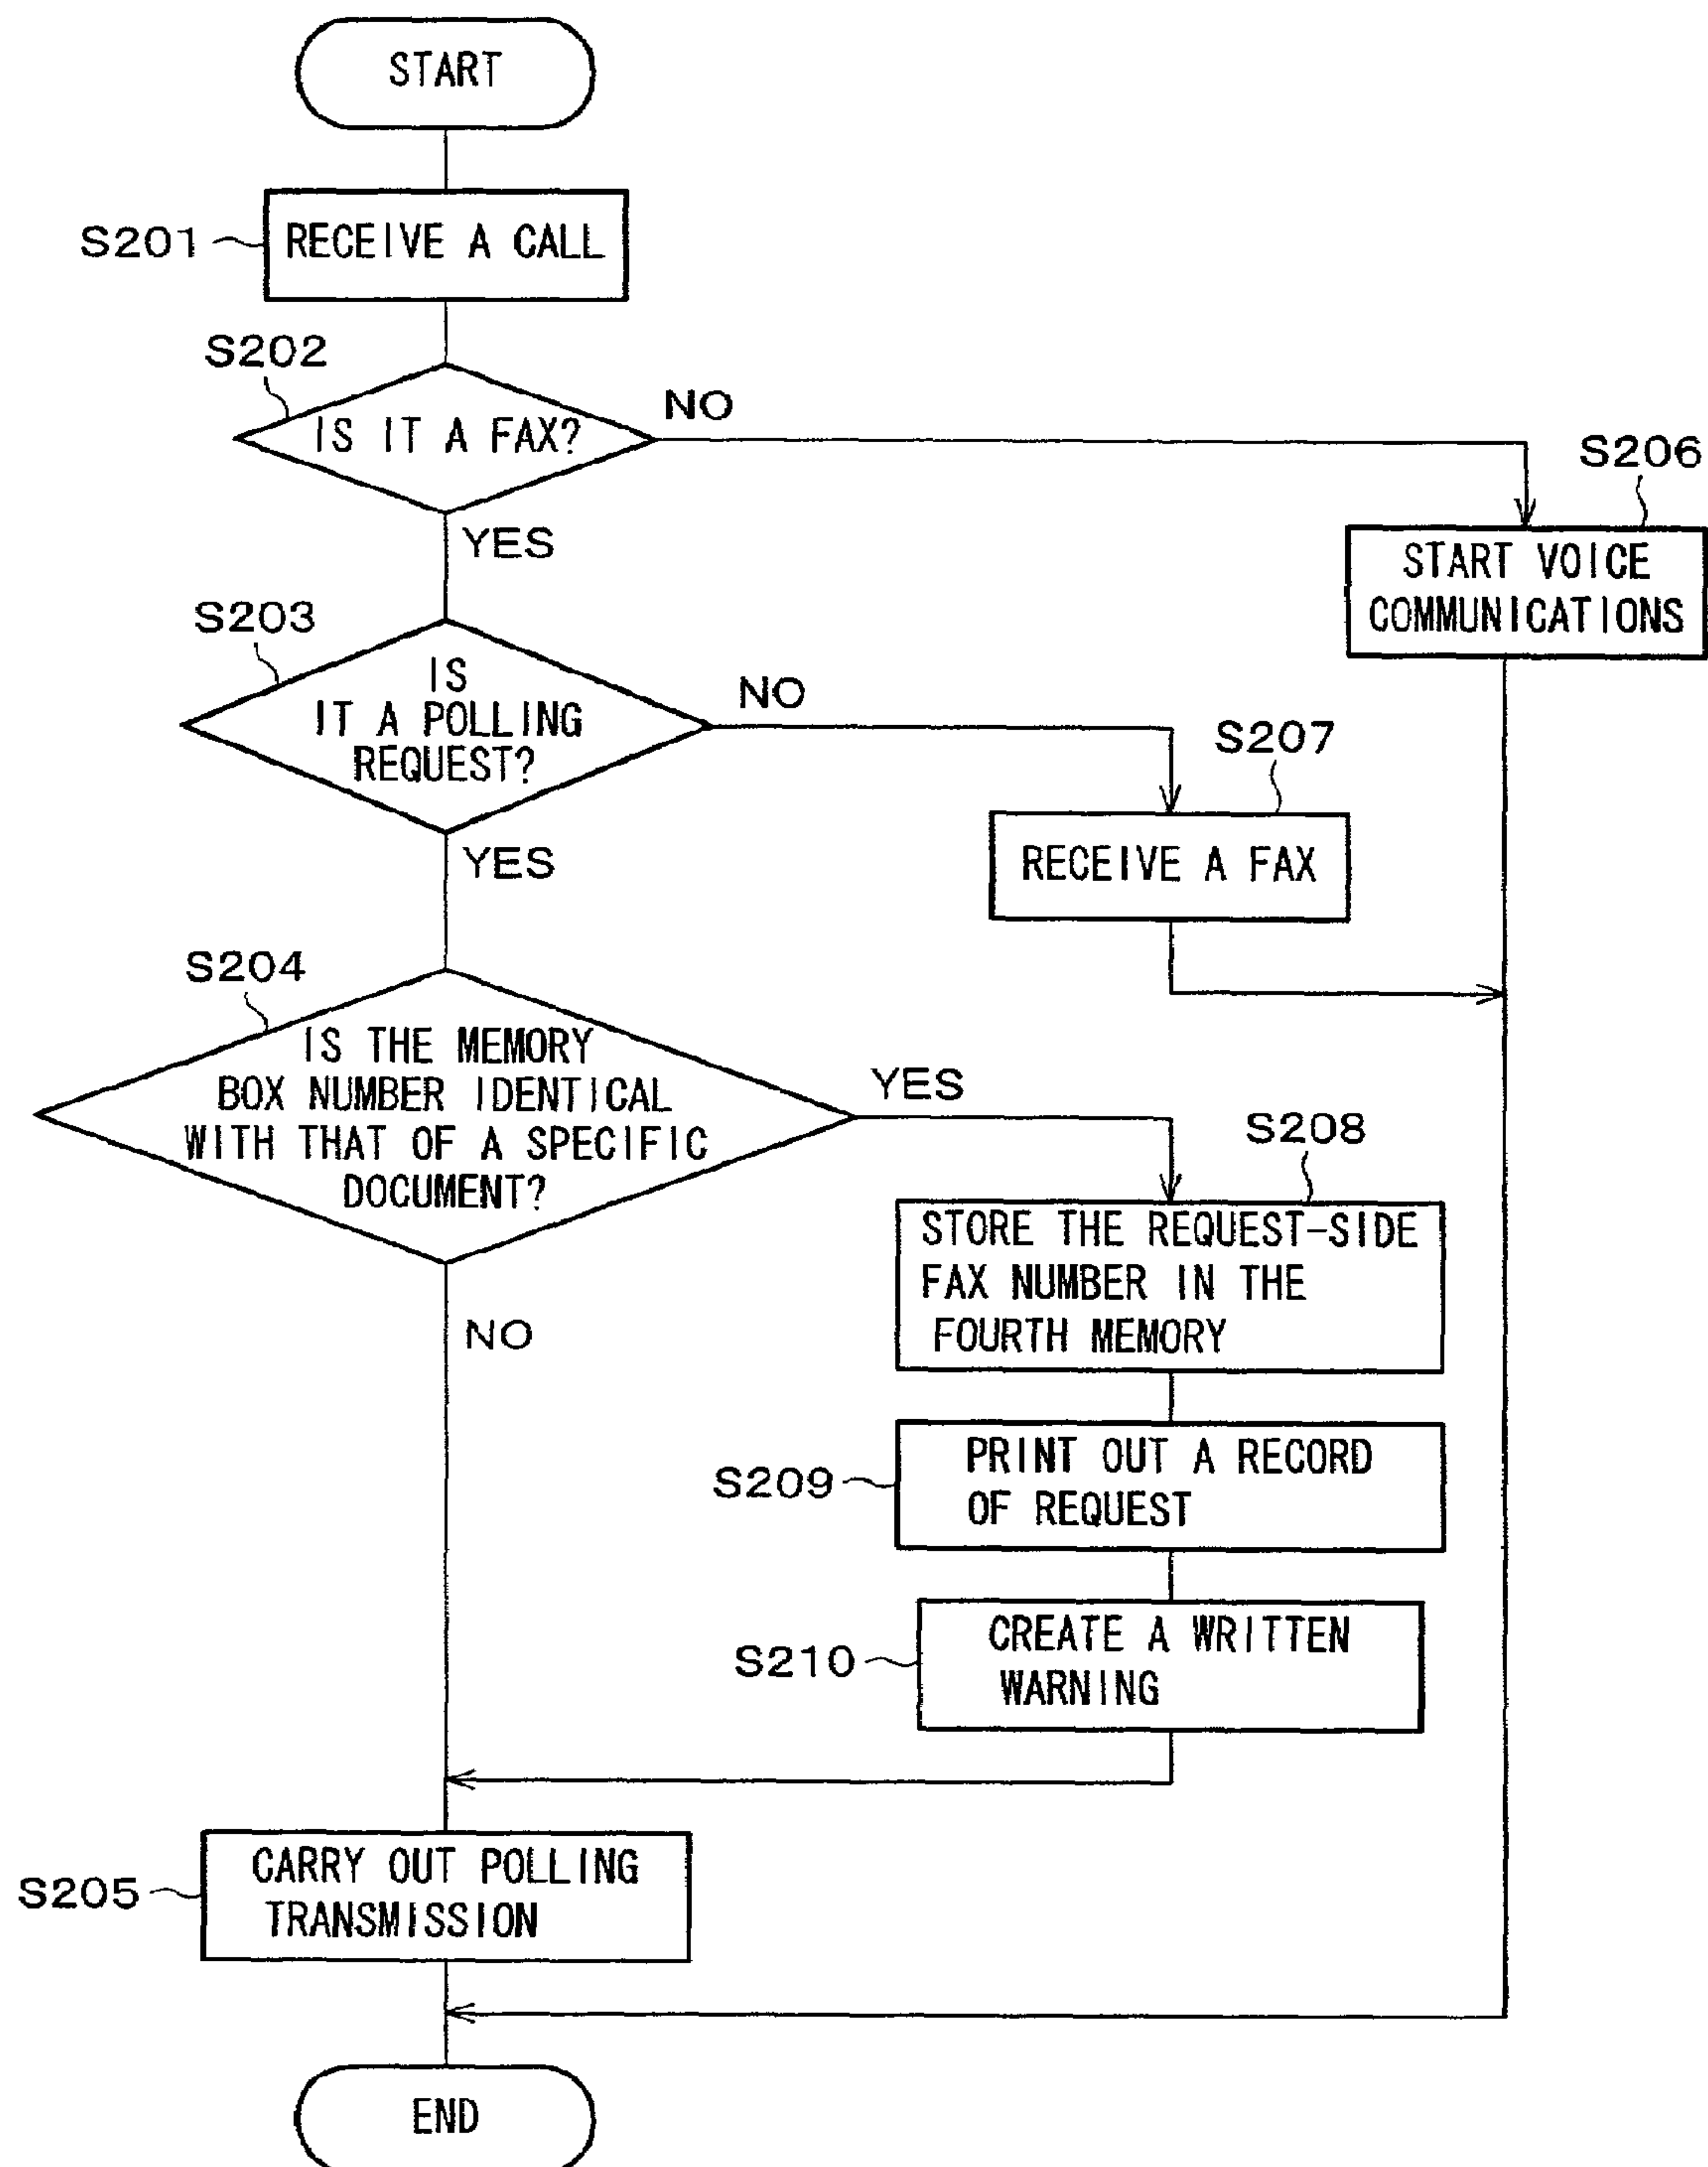 START
S201
RECEIVE A CALL
S202
IS IT A FAX?
NO
YES
S206
START VOICE
COMMUNICATIONS
S203
IS
IT A POLLING
REQUEST?
NO
YES
S207
RECEIVE A FAX
S204
IS THE MEMORY
BOX NUMBER IDENTICAL
WITH THAT OF A SPECIFIC
DOCUMENT?
YES
NO
S208
STORE THE REQUEST-SIDE
FAX NUMBER IN THE
FOURTH MEMORY
S209
PRINT OUT A RECORD
OF REQUEST
S210
CREATE A WRITTEN
WARNING
S205
CARRY OUT POLLING
TRANSMISSION
END